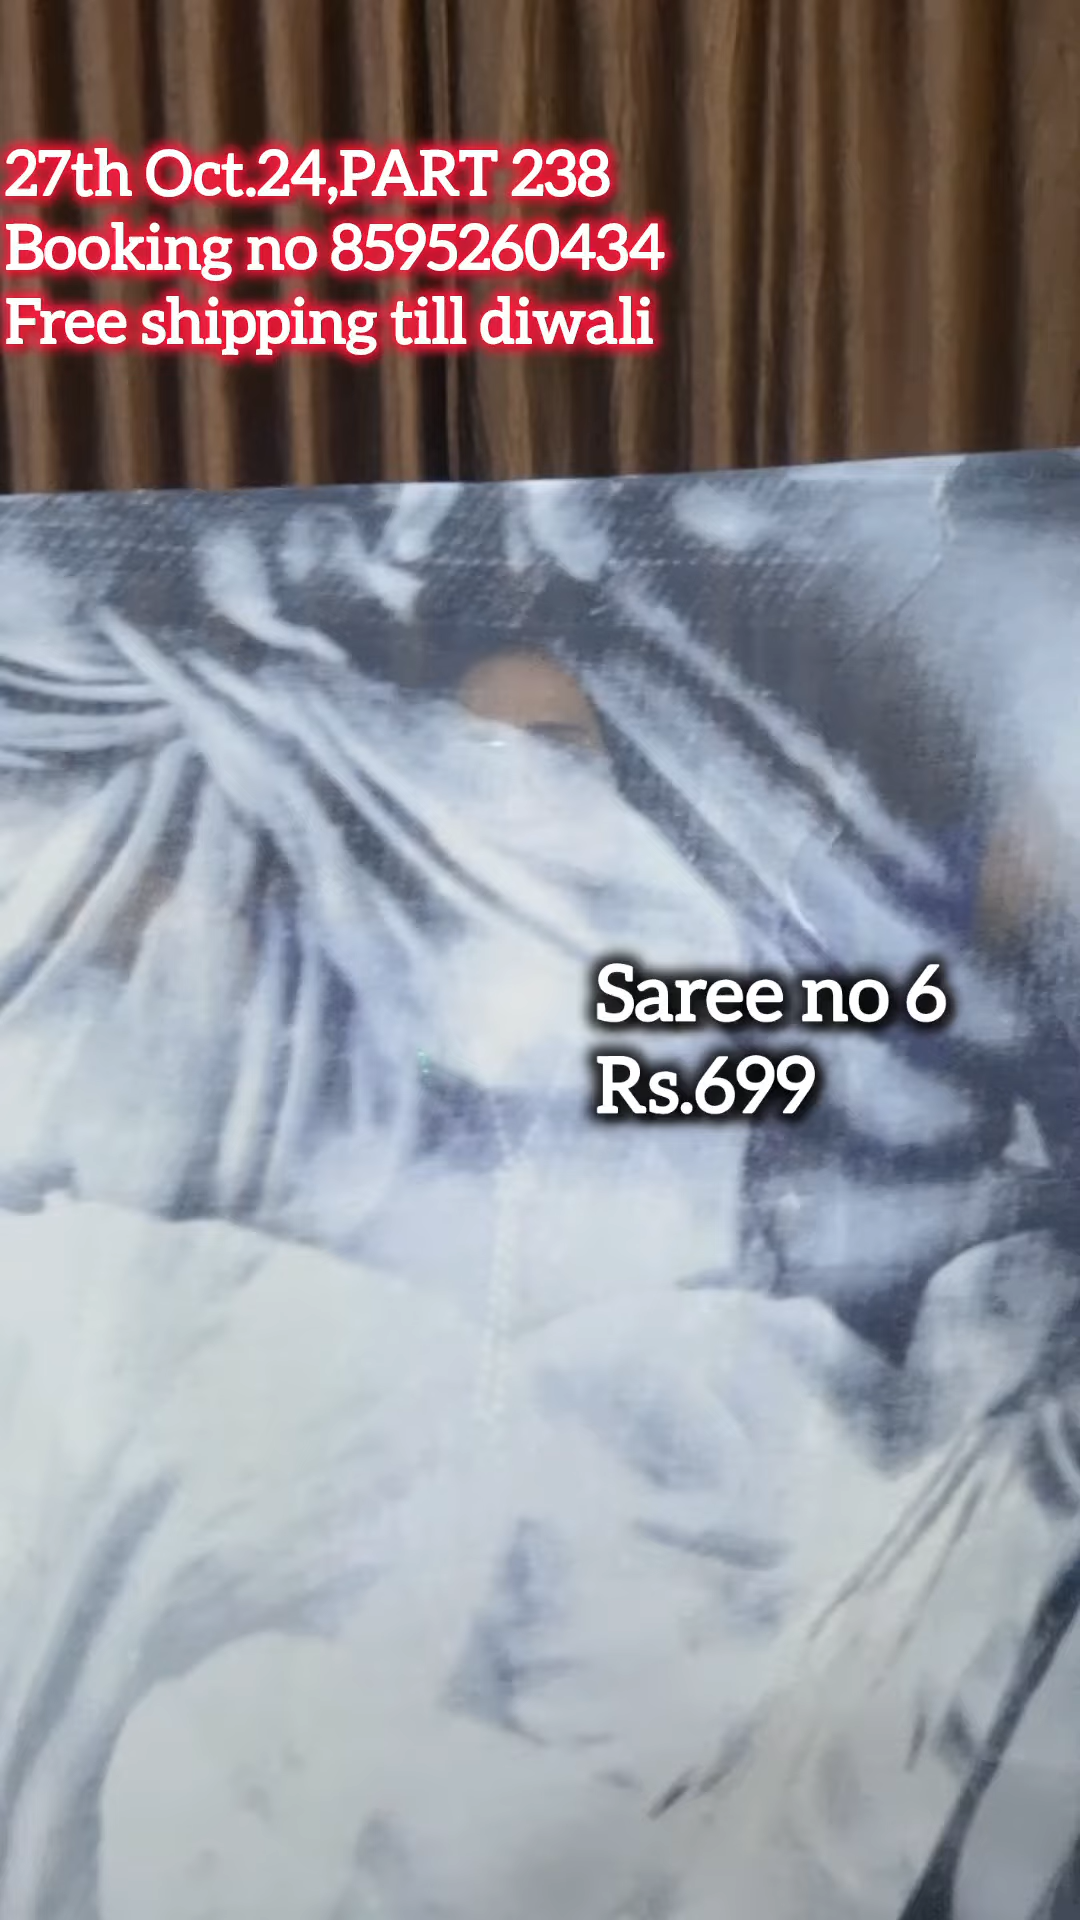 27th Oct.24,PART 238
Booking no 8595260434
Free shipping till diwali
Saree no 6
Rs.699